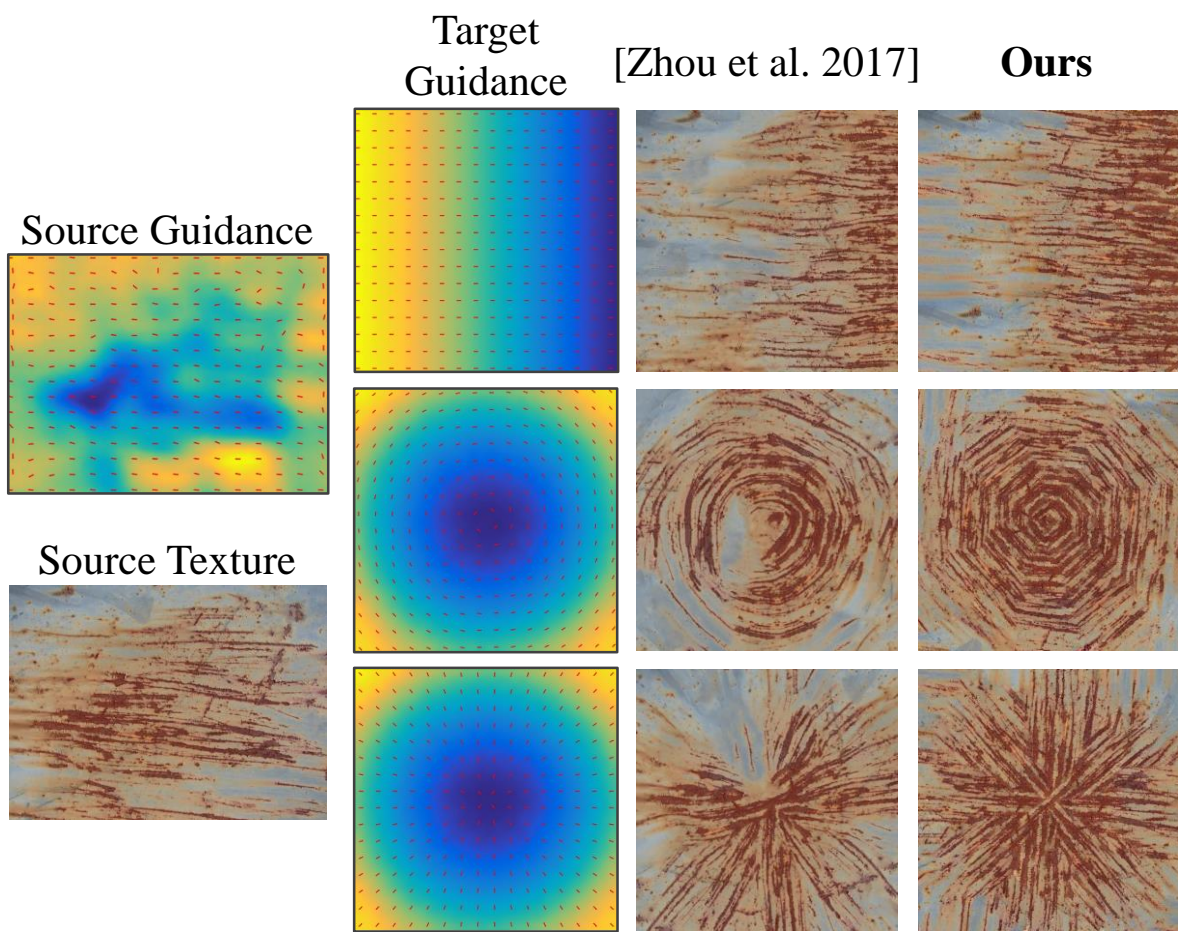 Target
Guidance
[Zhou et al. 2017]
Ours
Source Guidance
Source Texture